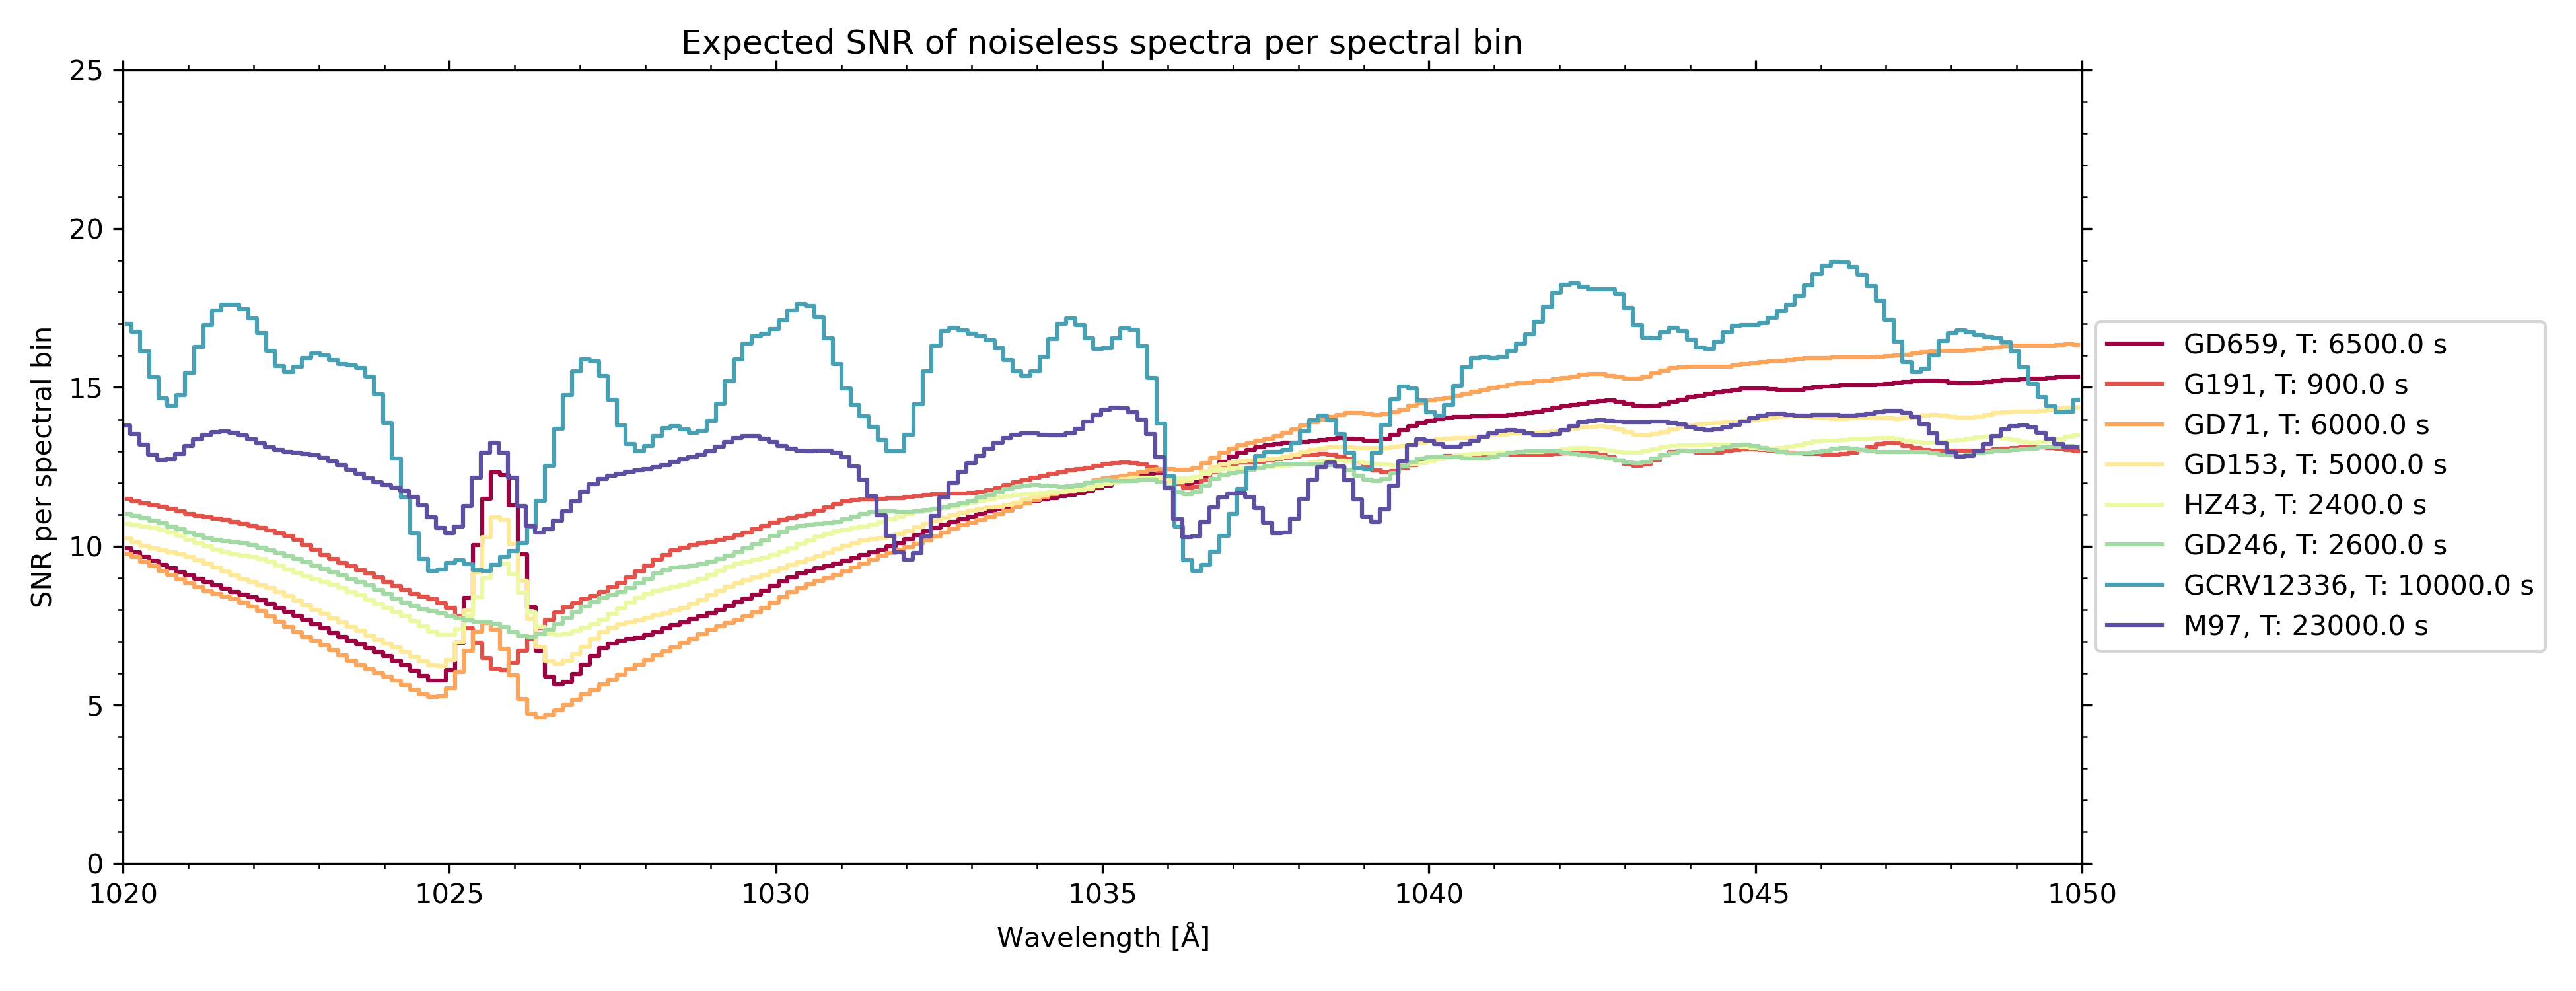 Expected SNR of noiseless spectra per spectral bin
25
20
15
10
5
0
SNR per spectral bin
1020
1025
1030
1035
1040
1045
1050
Wavelength [Å]
GD659, T: 6500.0 s
G191, T: 900.0 s
GD71, T: 6000.0 s
GD153, T: 5000.0 s
HZ43, T: 2400.0 s
GD246, T: 2600.0 s
GCRV12336, T: 10000.0 s
M97, T: 23000.0 s